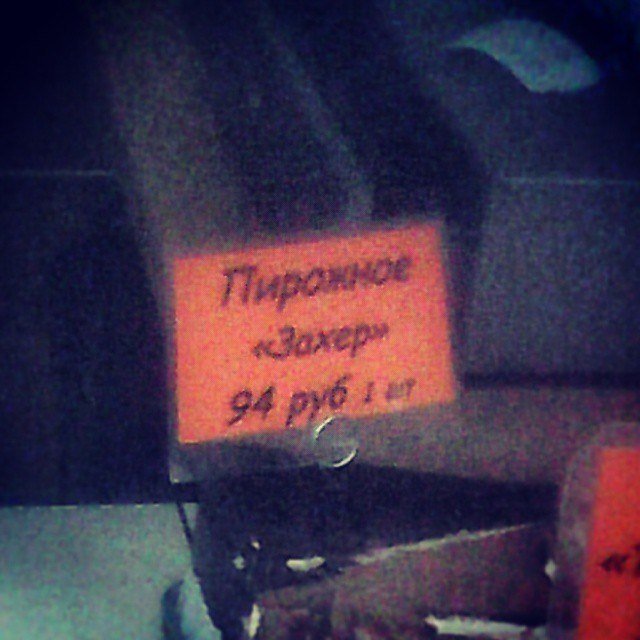 Пирожное
«Захер»
94 руб 1 шт